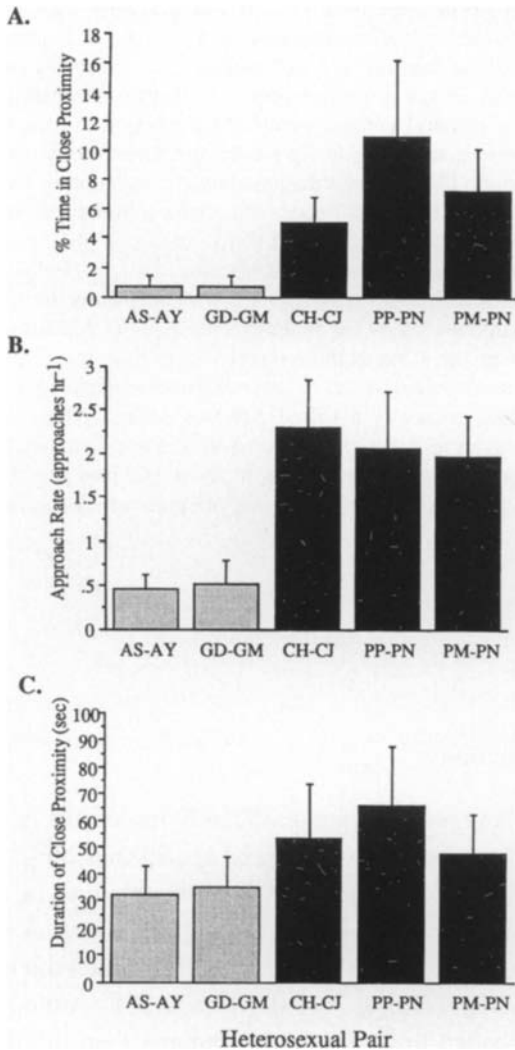 A.
% Time in Close Proximity
18
16
14
12
10
8
6
4
2
0
AS-AY GD-GM CH-CJ PP-PN PM-PN
B.
Approach Rate (approaches hr-1)
3
2.5
2
1.5
1
.5
0
AS-AY GD-GM CH-CJ PP-PN PM-PN
C.
Duration of Close Proximity (sec)
100
90
80
70
60
50
40
30
20
10
0
AS-AY GD-GM CH-CJ PP-PN PM-PN
Heterosexual Pair